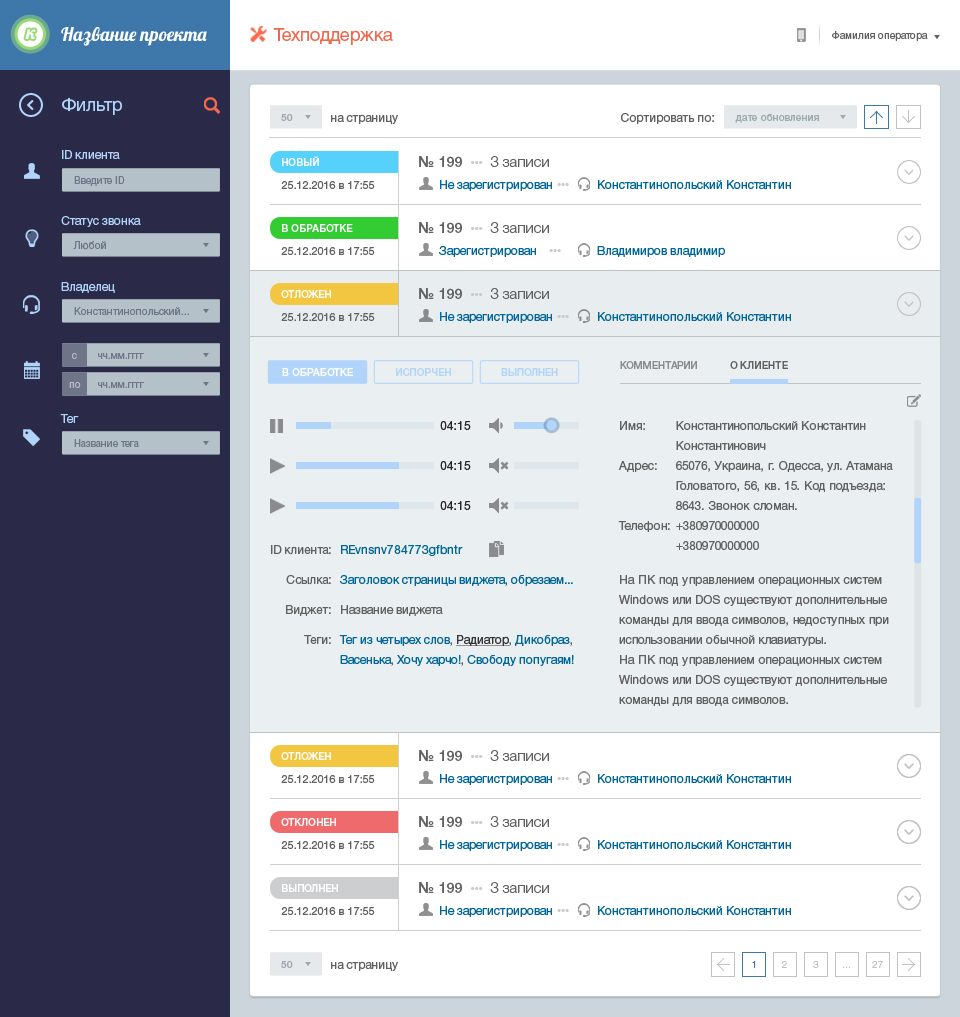 Название проекта
Техподдержка
Фамилия оператора
Фильтр
ID клиента
Введите ID
Статус звонка
Любой
Владелец
Константинопольский...
с чч.мм.гггг
по чч.мм.гггг
Тег
Название тега
50 на страницу
Сортировать по: дате обновления
НОВЫЙ
25.12.2016 в 17:55
№ 199 ••• 3 записи
Не зарегистрирован ••• Константинопольский Константин
В ОБРАБОТКЕ
25.12.2016 в 17:55
№ 199 ••• 3 записи
Зарегистрирован ••• Владимиров владимир
ОТЛОЖЕН
25.12.2016 в 17:55
№ 199 ••• 3 записи
Не зарегистрирован ••• Константинопольский Константин
В ОБРАБОТКЕ ИСПОРЧЕН ВЫПОЛНЕН
04:15
04:15
04:15
ID клиента: REvnsnv784773gfbntr
Ссылка: Заголовок страницы виджета, обрезаем...
Виджет: Название виджета
Теги: Тег из четырех слов, Радиатор, Дикобраз,
Васенька, Хочу харчо!, Свободу попугаям!
КОММЕНТАРИИ О КЛИЕНТЕ
Имя: Константинопольский Константин
Константинович
Адрес: 65076, Украина, г. Одесса, ул. Атамана
Головатого, 56, кв. 15. Код подъезда:
8643. Звонок сломан.
Телефон: +380970000000
+380970000000
На ПК под управлением операционных систем
Windows или DOS существуют дополнительные
команды для ввода символов, недоступных при
использовании обычной клавиатуры.
На ПК под управлением операционных систем
Windows или DOS существуют дополнительные
команды для ввода символов.
ОТЛОЖЕН
25.12.2016 в 17:55
№ 199 ••• 3 записи
Не зарегистрирован ••• Константинопольский Константин
ОТКЛОНЕН
25.12.2016 в 17:55
№ 199 ••• 3 записи
Не зарегистрирован ••• Константинопольский Константин
ВЫПОЛНЕН
25.12.2016 в 17:55
№ 199 ••• 3 записи
Не зарегистрирован ••• Константинопольский Константин
50 на страницу
1 2 3 ... 27